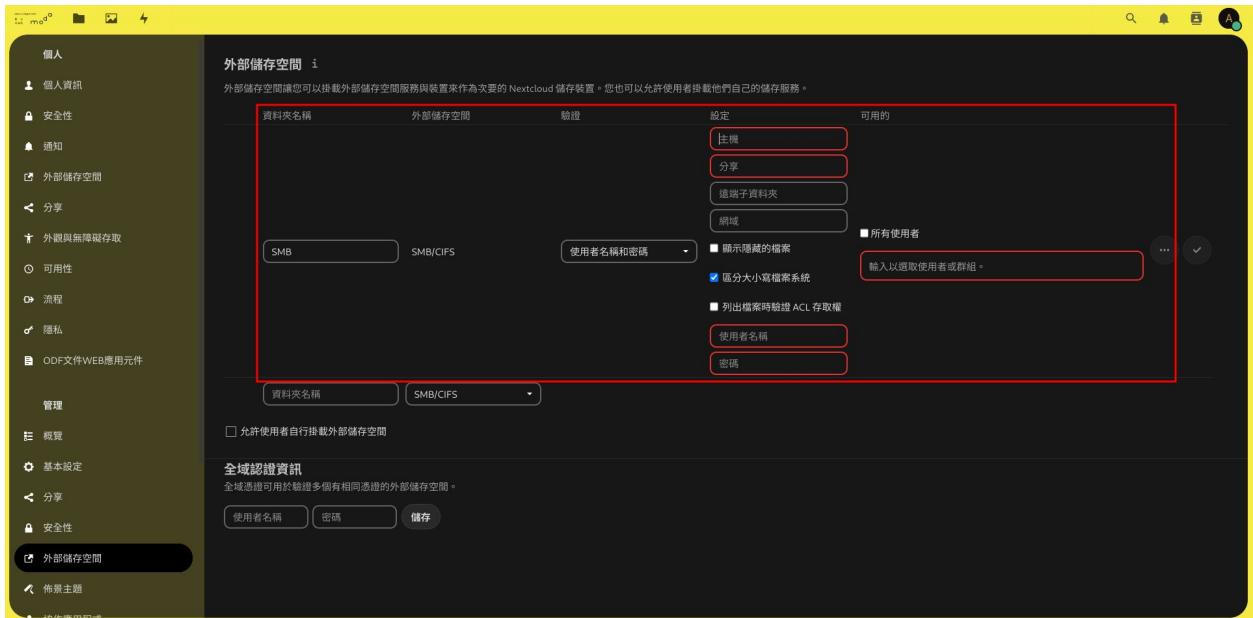 modo
A
個人
個人資訊
安全性
通知
外部儲存空間
分享
外觀與無障礙存取
可用性
流程
隱私
ODF文件WEB應用元件
管理
概覽
基本設定
分享
安全性
外部儲存空間
佈景主題
外部儲存空間 i
外部儲存空間讓您可以掛載外部儲存空間服務與裝置來作為次要的 Nextcloud 儲存裝置。您也可以允許使用者掛載他們自己的儲存服務。
資料夾名稱 外部儲存空間 驗證 設定 可用的
主機
分享
遠端子資料夾
網域
所有使用者
顯示隱藏的檔案
SMB SMB/CIFS 使用者名稱和密碼
輸入以選取使用者或群組。
區分大小寫檔案系統
列出檔案時驗證 ACL 存取權
使用者名稱
密碼
資料夾名稱 SMB/CIFS
允許使用者自行掛載外部儲存空間
全域認證資訊
全域憑證可用於驗證多個有相同憑證的外部儲存空間。
使用者名稱 密碼 儲存